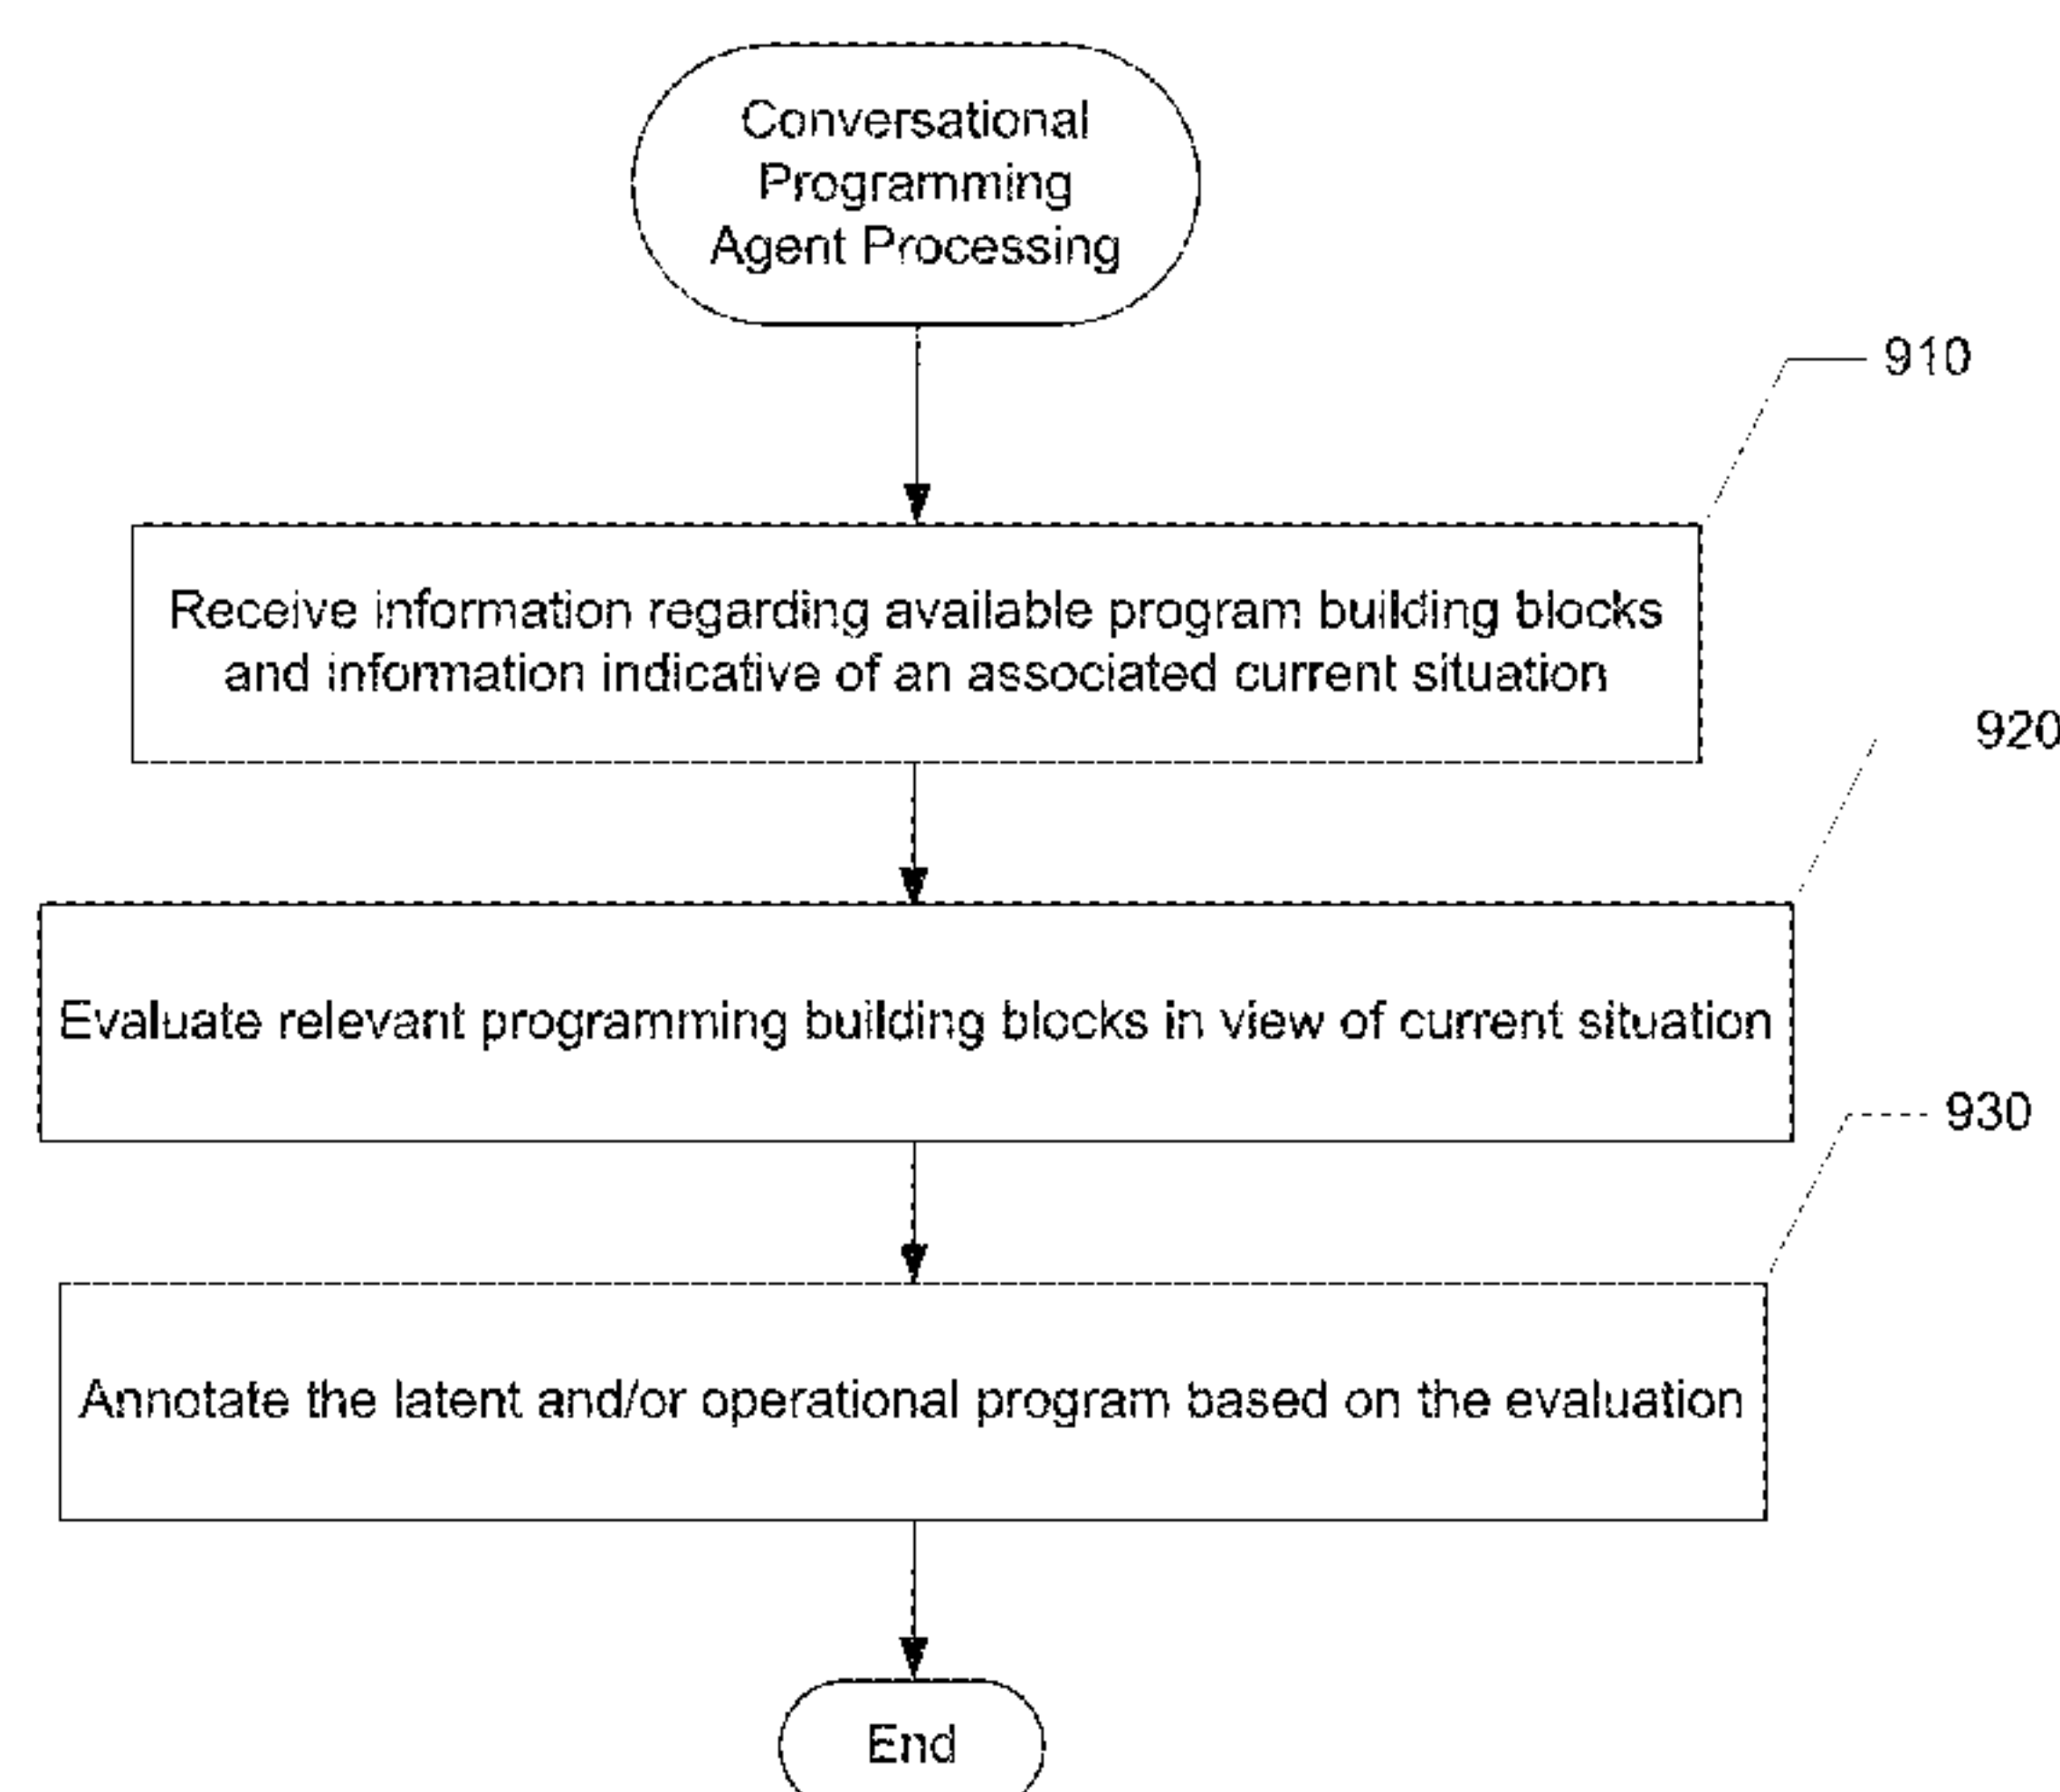 Conversational
Programming
Agent Processing
910
Receive information regarding available program building blocks
and information indicative of an associated current situation
920
Evaluate relevant programming building blocks in view of current situation
930
Annotate the latent and/or operational program based on the evaluation
End